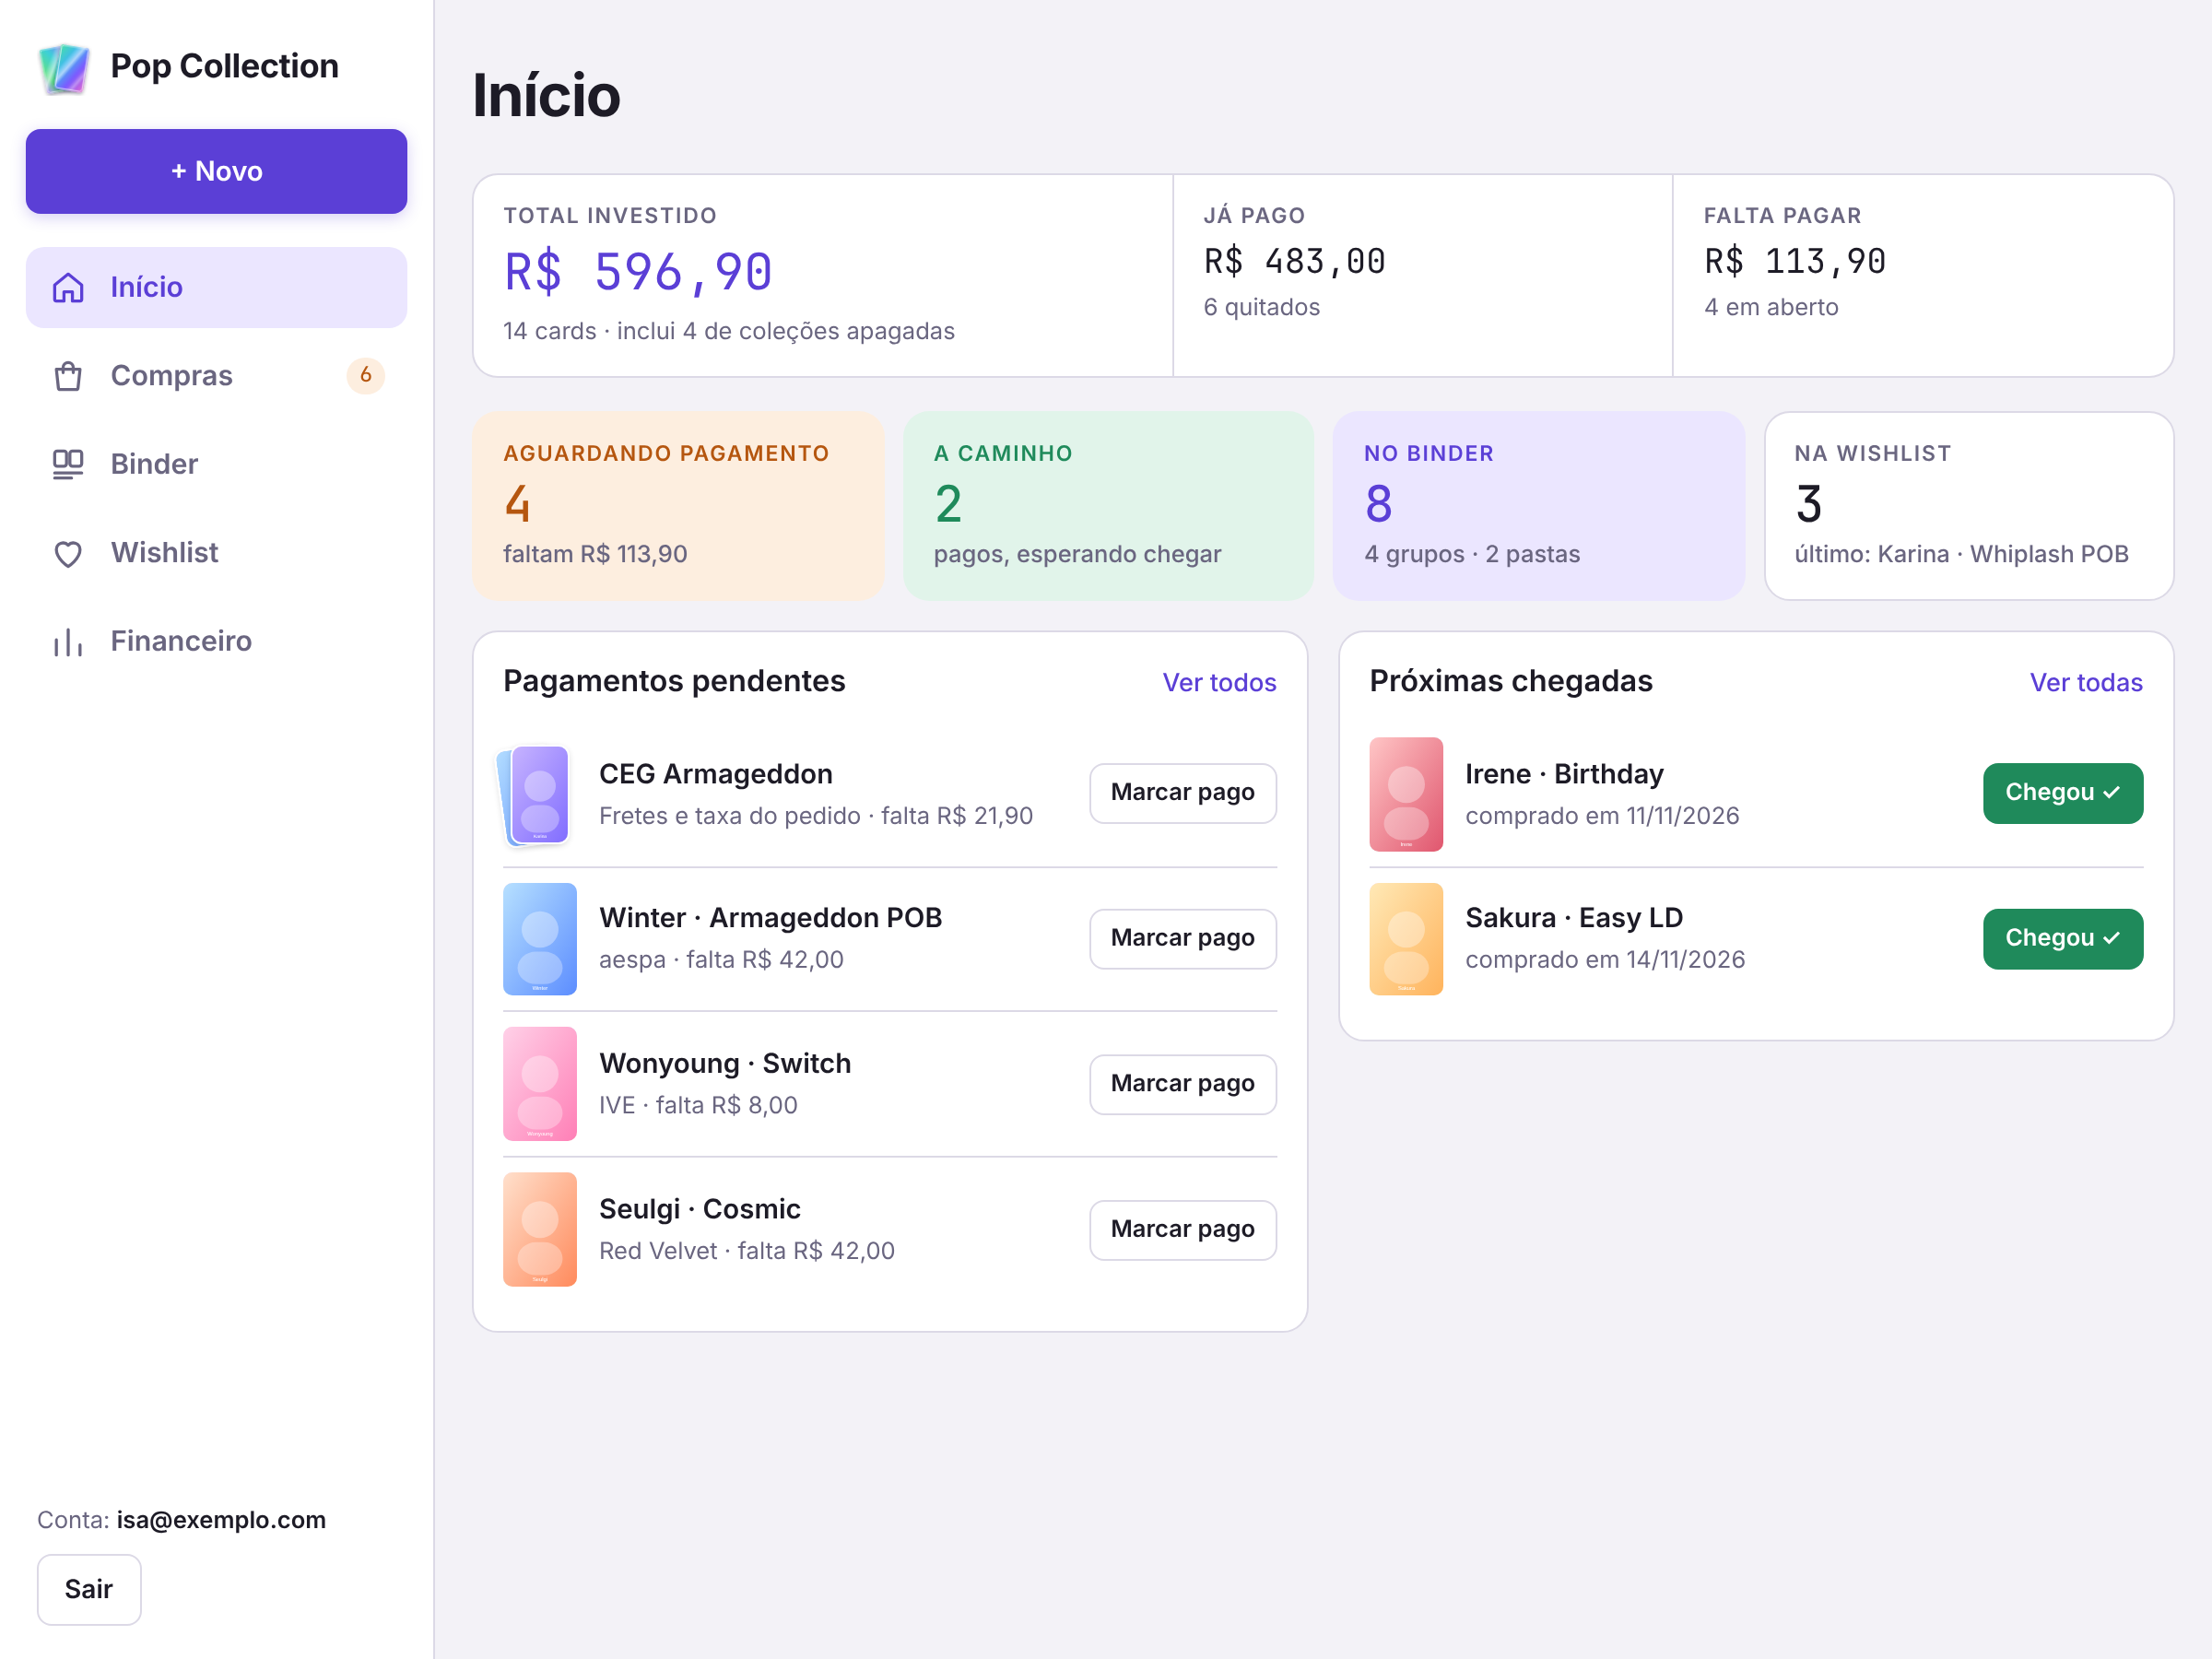 Pop Collection
+ Novo
Início
Compras
6
Binder
Wishlist
Financeiro
Conta: isa@exemplo.com
Sair
Início
TOTAL INVESTIDO
R$ 596,90
14 cards · inclui 4 de coleções apagadas
JÁ PAGO
R$ 483,00
6 quitados
FALTA PAGAR
R$ 113,90
4 em aberto
AGUARDANDO PAGAMENTO
4
faltam R$ 113,90
A CAMINHO
2
pagos, esperando chegar
NO BINDER
8
4 grupos · 2 pastas
NA WISHLIST
3
último: Karina · Whiplash POB
Pagamentos pendentes
Ver todos
CEG Armageddon
Fretes e taxa do pedido · falta R$ 21,90
Marcar pago
Winter
Winter · Armageddon POB
aespa · falta R$ 42,00
Marcar pago
Wonyoung
Wonyoung · Switch
IVE · falta R$ 8,00
Marcar pago
Seulgi
Seulgi · Cosmic
Red Velvet · falta R$ 42,00
Marcar pago
Próximas chegadas
Ver todas
Irene
Irene · Birthday
comprado em 11/11/2026
Chegou ✓
Sakura
Sakura · Easy LD
comprado em 14/11/2026
Chegou ✓